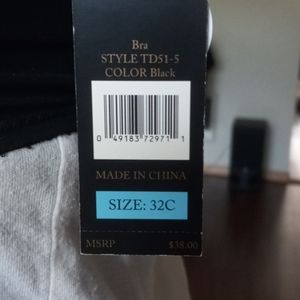 Bra
STYLE TD51-5
COLOR Black
0 49183 72971 1
MADE IN CHINA
SIZE: 32C
MSRP $38.00